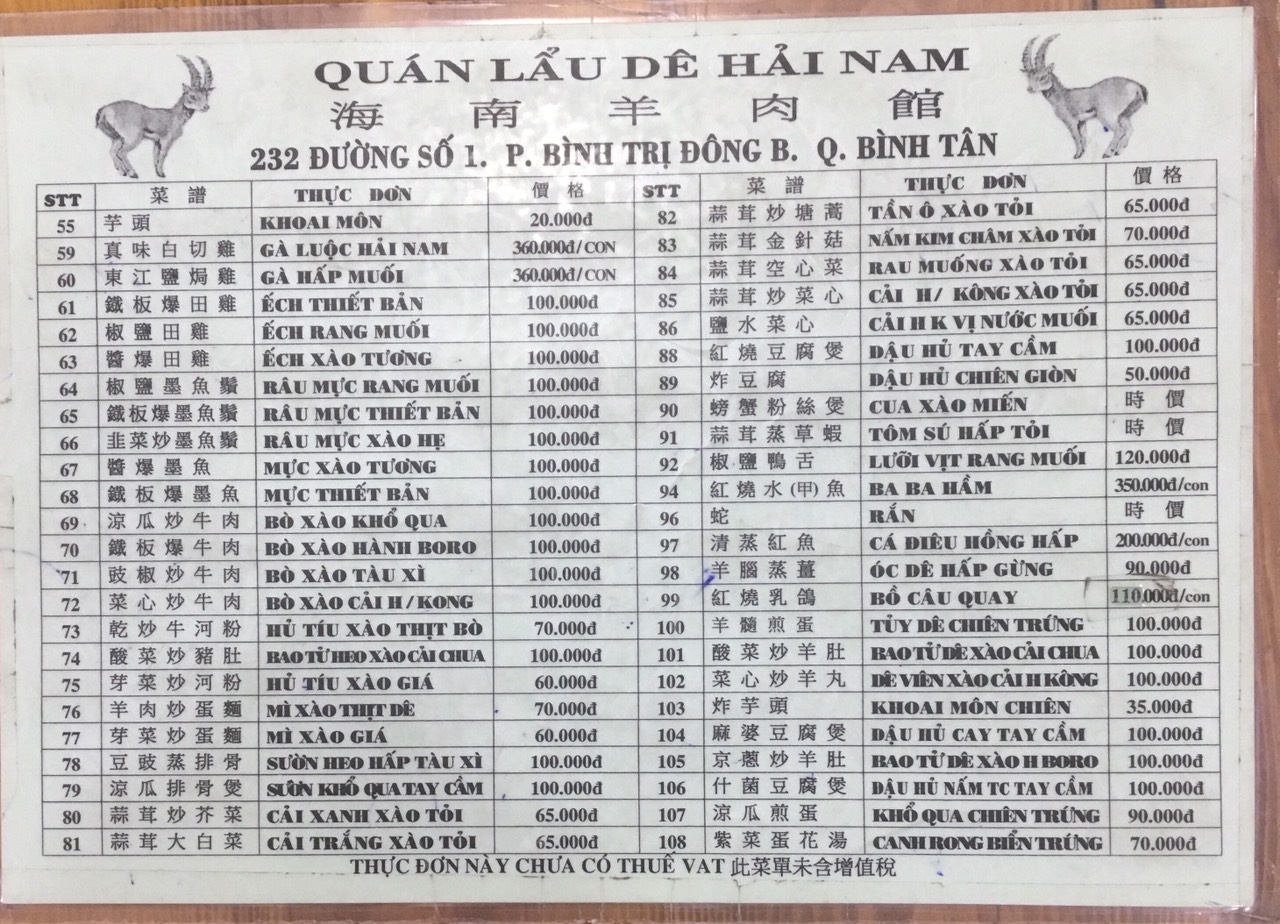 QUÁN LẨU DÊ HẢI NAM
海南羊肉館
232 ĐƯỜNG SỐ 1. P. BÌNH TRỊ ĐÔNG B. Q. BÌNH TÂN
STT 菜譜 THỰC ĐƠN 價格
55 芋頭 KHOAI MÔN 20.000đ
59 真味白切雞 GÀ LUỘC HẢI NAM 360.000đ/CON
60 東江鹽焗雞 GÀ HẤP MUỐI 360.000đ/CON
61 鐵板爆田雞 ẾCH THIẾT BẢN 100.000đ
62 椒鹽田雞 ẾCH RANG MUỐI 100.000đ
63 醬爆田雞 ẾCH XÀO TƯƠNG 100.000đ
64 椒鹽墨魚鬚 RÂU MỰC RANG MUỐI 100.000đ
65 鐵板爆墨魚鬚 RÂU MỰC THIẾT BẢN 100.000đ
66 韭菜炒墨魚鬚 RÂU MỰC XÀO HẸ 100.000đ
67 醬爆墨魚 MỰC XÀO TƯƠNG 100.000đ
68 鐵板爆墨魚 MỰC THIẾT BẢN 100.000đ
69 涼瓜炒牛肉 BÒ XÀO KHỔ QUA 100.000đ
70 鐵板爆牛肉 BÒ XÀO HÀNH BORO 100.000đ
71 豉椒炒牛肉 BÒ XÀO TÀU XÌ 100.000đ
72 菜心炒牛肉 BÒ XÀO CẢI H/KONG 100.000đ
73 乾炒牛河粉 HỦ TÍU XÀO THỊT BÒ 70.000đ
74 酸菜炒豬肚 BAO TỬ HEO XÀO CẢI CHUA 100.000đ
75 芽菜炒河粉 HỦ TÍU XÀO GIÁ 60.000đ
76 羊肉炒蛋麵 MÌ XÀO THỊT DÊ 70.000đ
77 芽菜炒蛋麵 MÌ XÀO GIÁ 60.000đ
78 豆豉蒸排骨 SƯỜN HEO HẤP TÀU XÌ 100.000đ
79 涼瓜排骨煲 SƯỜN KHỔ QUA TAY CẦM 100.000đ
80 蒜茸炒芥菜 CẢI XANH XÀO TỎI 65.000đ
81 蒜茸大白菜 CẢI TRẮNG XÀO TỎI 65.000đ
STT 菜譜 THỰC ĐƠN 價格
82 蒜茸炒塘蒿 TẦN Ô XÀO TỎI 65.000đ
83 蒜茸金針菇 NẤM KIM CHÂM XÀO TỎI 70.000đ
84 蒜茸空心菜 RAU MUỐNG XÀO TỎI 65.000đ
85 蒜茸炒菜心 CẢI H/ KÔNG XÀO TỎI 65.000đ
86 鹽水菜心 CẢI H K VỊ NƯỚC MUỐI 65.000đ
88 紅燒豆腐煲 ĐẬU HỦ TAY CẦM 100.000đ
89 炸豆腐 ĐẬU HỦ CHIÊN GIÒN 50.000đ
90 螃蟹粉絲煲 CUA XÀO MIẾN 時價
91 蒜茸蒸草蝦 TÔM SÚ HẤP TỎI 時價
92 椒鹽鴨舌 LƯỠI VỊT RANG MUỐI 120.000đ
94 紅燒水(甲)魚 BA BA HẦM 350.000đ/con
96 蛇 RẮN 時價
97 清蒸紅魚 CÁ DIÊU HỒNG HẤP 200.000đ/con
98 羊腦蒸薑 ÓC DÊ HẤP GỪNG 90.000đ
99 紅燒乳鴿 BỒ CÂU QUAY 110.000đ/con
100 羊髓煎蛋 TỦY DÊ CHIÊN TRỨNG 100.000đ
101 酸菜炒羊肚 BAO TỬ DÊ XÀO CẢI CHUA 100.000đ
102 菜心炒羊丸 DÊ VIÊN XÀO CẢI H KÔNG 100.000đ
103 炸芋頭 KHOAI MÔN CHIÊN 35.000đ
104 麻婆豆腐煲 ĐẬU HỦ CAY TAY CẦM 100.000đ
105 京蔥炒羊肚 BAO TỬ DÊ XÀO H BORO 100.000đ
106 什菌豆腐煲 ĐẬU HỦ NẤM TC TAY CẦM 100.000đ
107 涼瓜煎蛋 KHỔ QUA CHIÊN TRỨNG 90.000đ
108 紫菜蛋花湯 CANH RONG BIỂN TRỨNG 70.000đ
THỰC ĐƠN NÀY CHƯA CÓ THUẾ VAT 此菜單未含增值稅